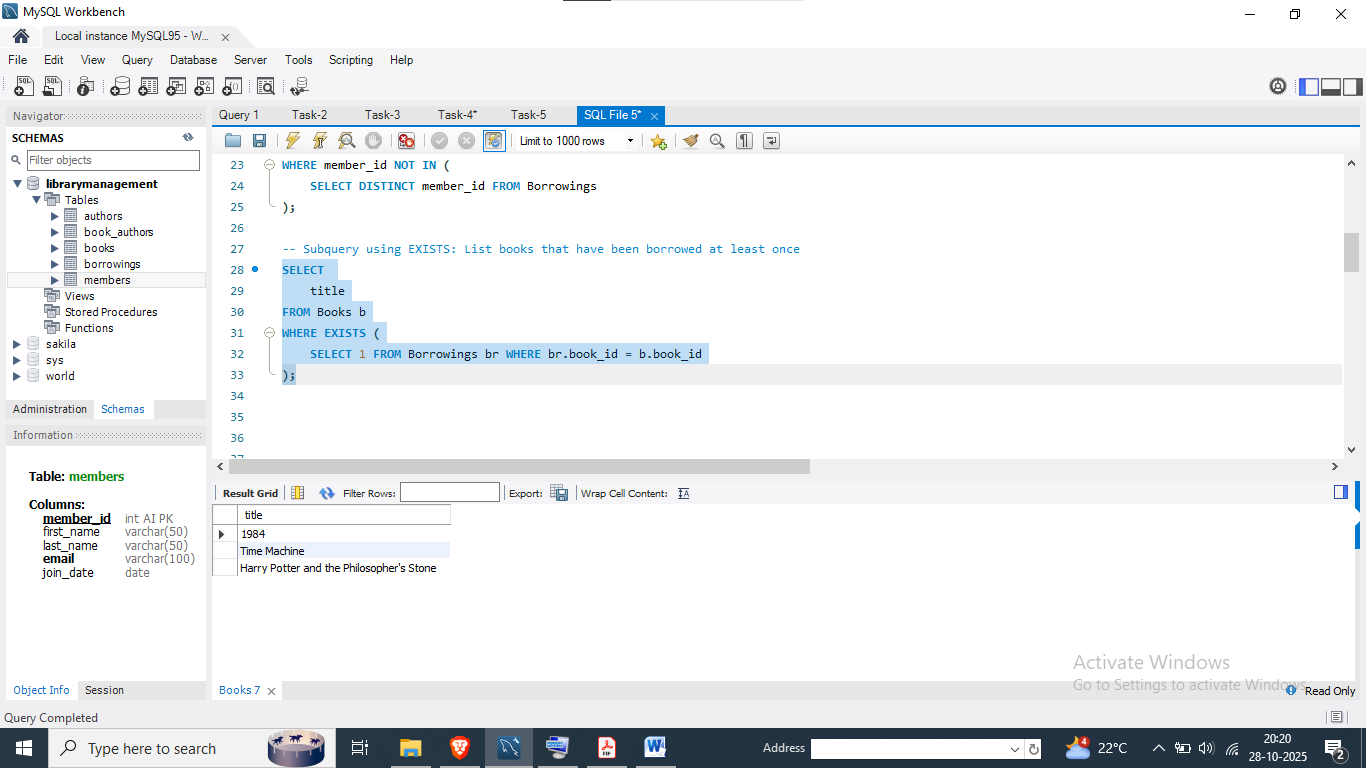 MySQL Workbench
Local instance MySQL95 - W...
File Edit View Query Database Server Tools Scripting Help
Navigator
SCHEMAS
Filter objects
librarymanagement
Tables
authors
book_authors
books
borrowings
members
Views
Stored Procedures
Functions
sakila
sys
world
Administration Schemas
Information
Table: members
Columns:
member_id int AI PK
first_name varchar(50)
last_name varchar(50)
email varchar(100)
join_date date
Object Info Session
Query 1 Task-2 Task-3 Task-4* Task-5 SQL File 5*
Limit to 1000 rows
23 WHERE member_id NOT IN (
24 SELECT DISTINCT member_id FROM Borrowings
25 );
26
27 -- Subquery using EXISTS: List books that have been borrowed at least once
28 SELECT
29 title
30 FROM Books b
31 WHERE EXISTS (
32 SELECT 1 FROM Borrowings br WHERE br.book_id = b.book_id
33 );
34
35
36
Result Grid Filter Rows: Export: Wrap Cell Content:
title
1984
Time Machine
Harry Potter and the Philosopher's Stone
Activate Windows
Go to Settings to activate Windows.
Books 7
Read Only
Query Completed
Type here to search
Address
4
22°C
20:20
28-10-2025
2